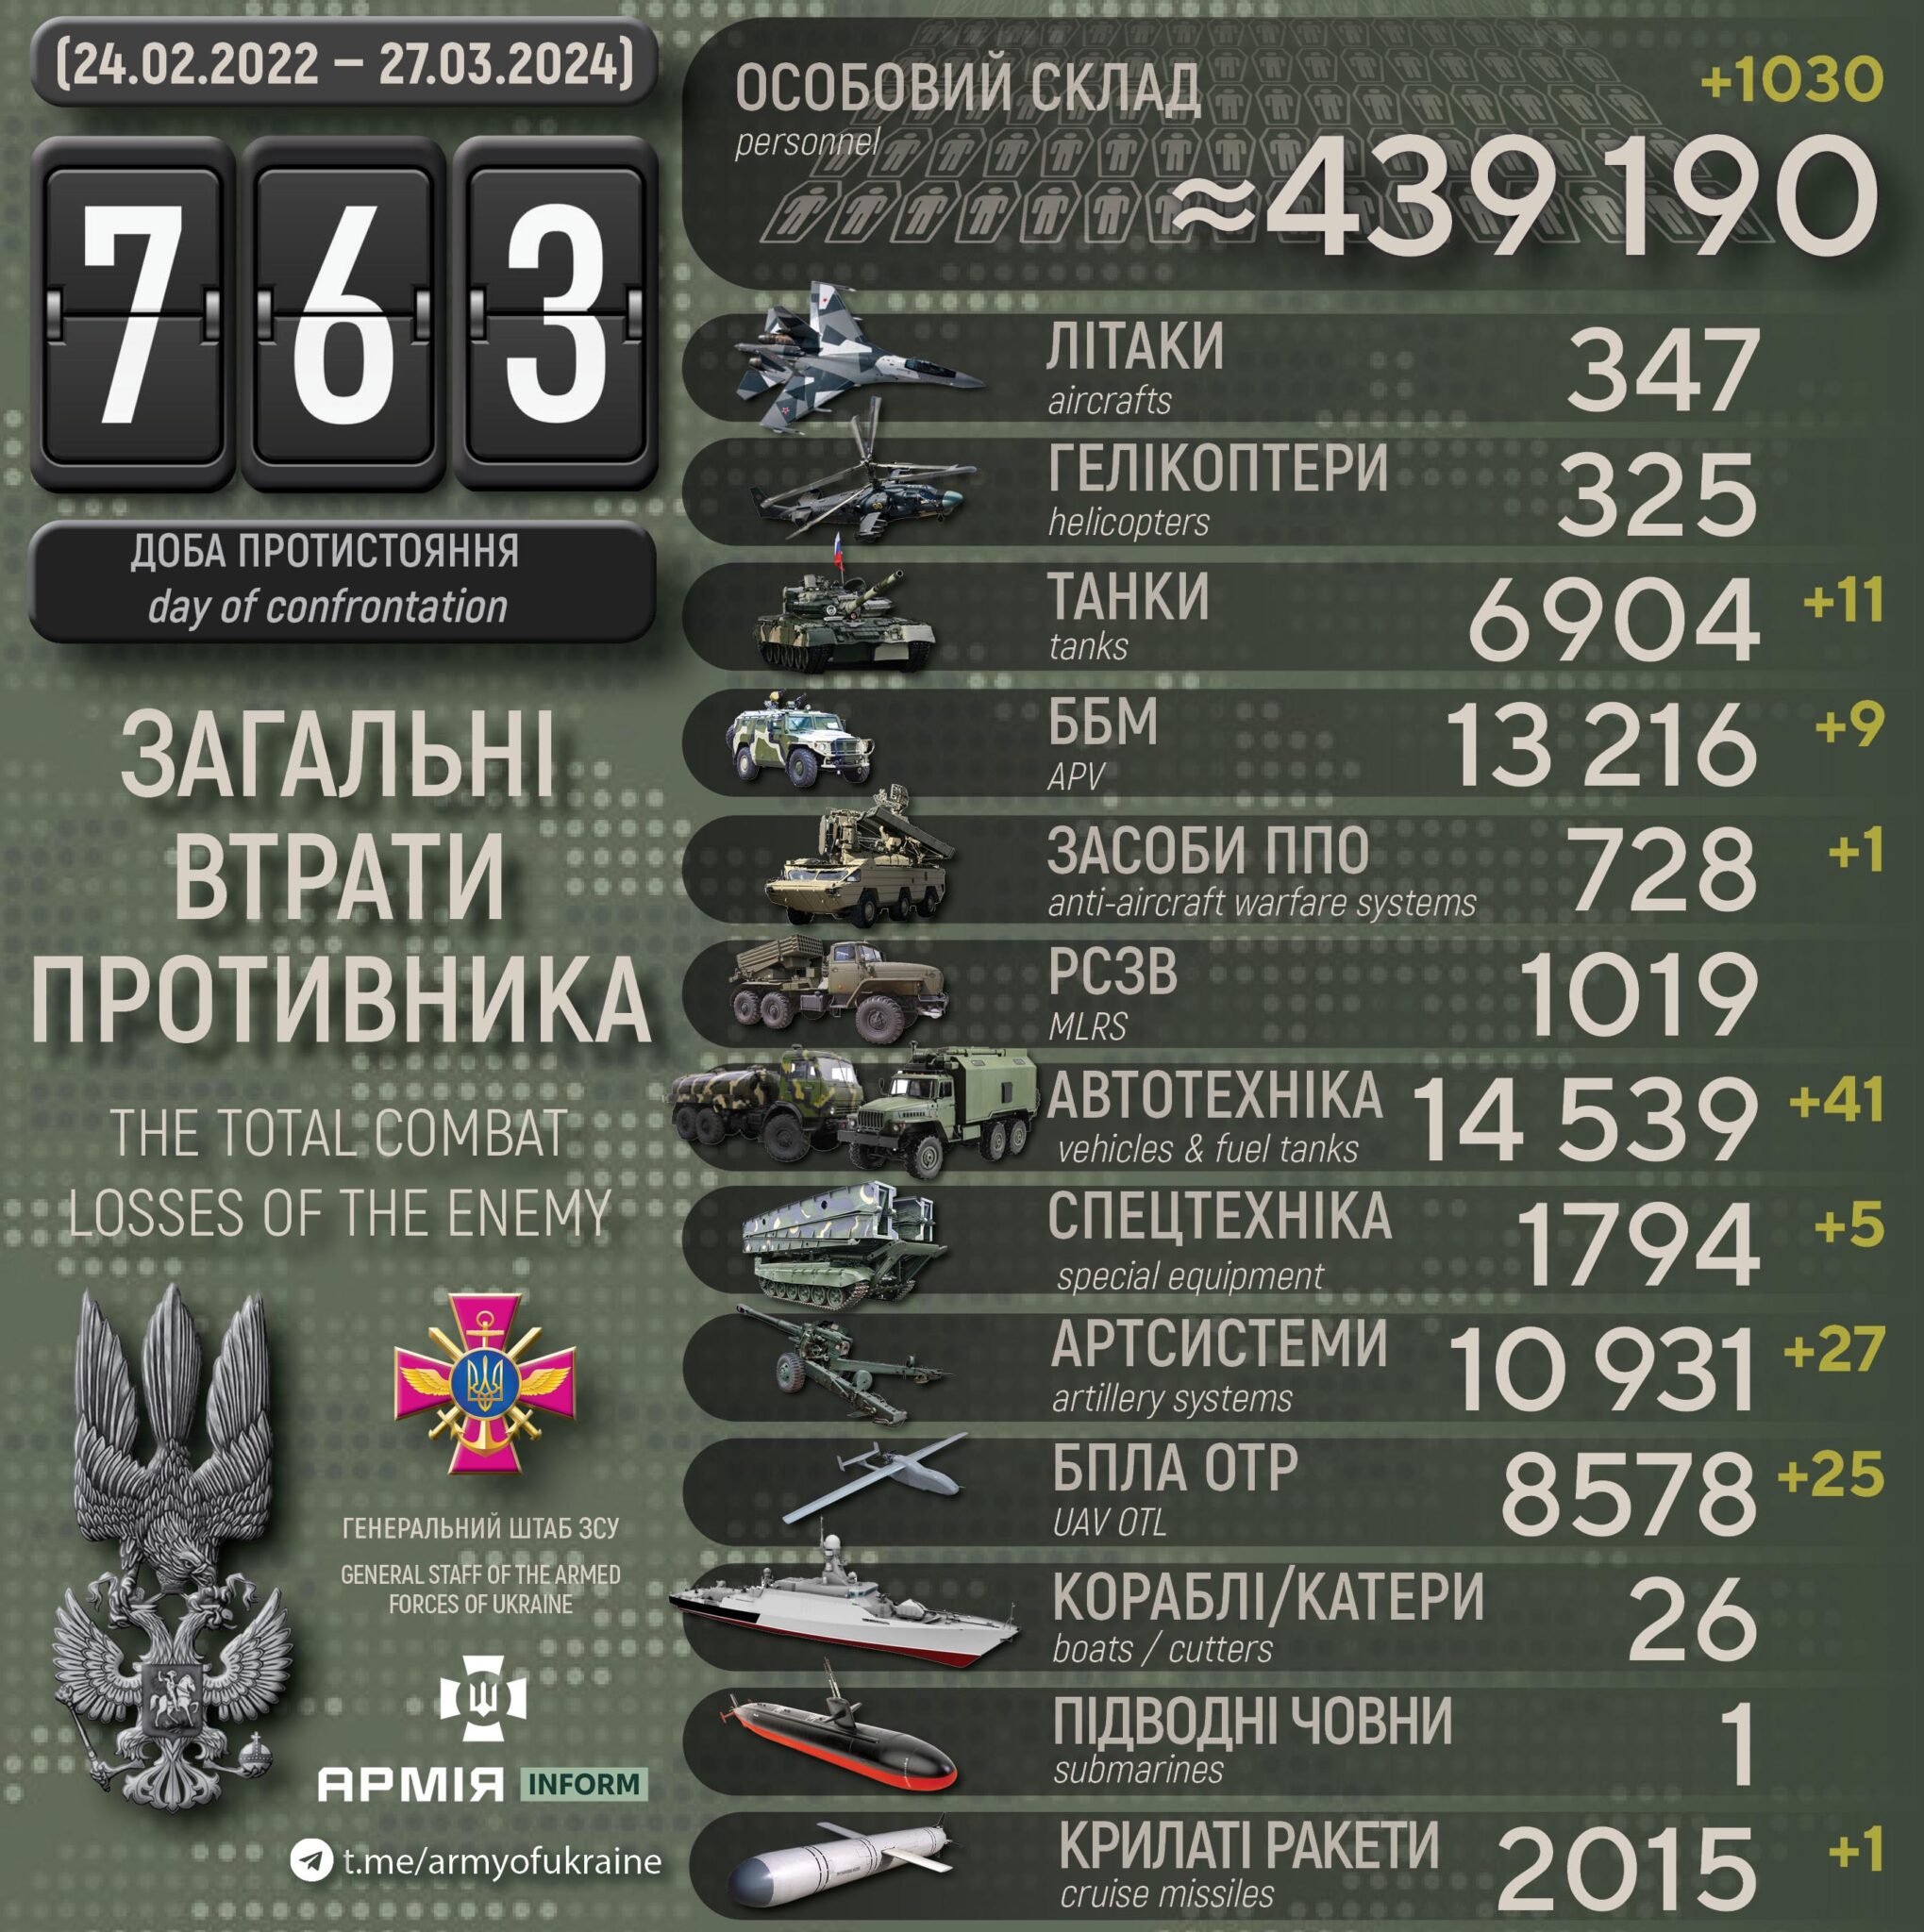 (24.02.2022 – 27.03.2024)
763
ДОБА ПРОТИСТОЯННЯ
day of confrontation
ЗАГАЛЬНІ
ВТРАТИ
ПРОТИВНИКА
THE TOTAL COMBAT
LOSSES OF THE ENEMY
ГЕНЕРАЛЬНИЙ ШТАБ ЗСУ
GENERAL STAFF OF THE ARMED
FORCES OF UKRAINE
АРМІЯ INFORM
t.me/armyofukraine
ОСОБОВИЙ СКЛАД +1030
personnel
≈439 190
ЛІТАКИ 347
aircrafts
ГЕЛІКОПТЕРИ 325
helicopters
ТАНКИ 6904 +11
tanks
ББМ 13 216 +9
APV
ЗАСОБИ ППО 728 +1
anti-aircraft warfare systems
РСЗВ 1019
MLRS
АВТОТЕХНІКА 14 539 +41
vehicles & fuel tanks
СПЕЦТЕХНІКА 1794 +5
special equipment
АРТСИСТЕМИ 10 931 +27
artillery systems
БПЛА ОТР 8578 +25
UAV OTL
КОРАБЛІ/КАТЕРИ 26
boats / cutters
ПІДВОДНІ ЧОВНИ 1
submarines
КРИЛАТІ РАКЕТИ 2015 +1
cruise missiles